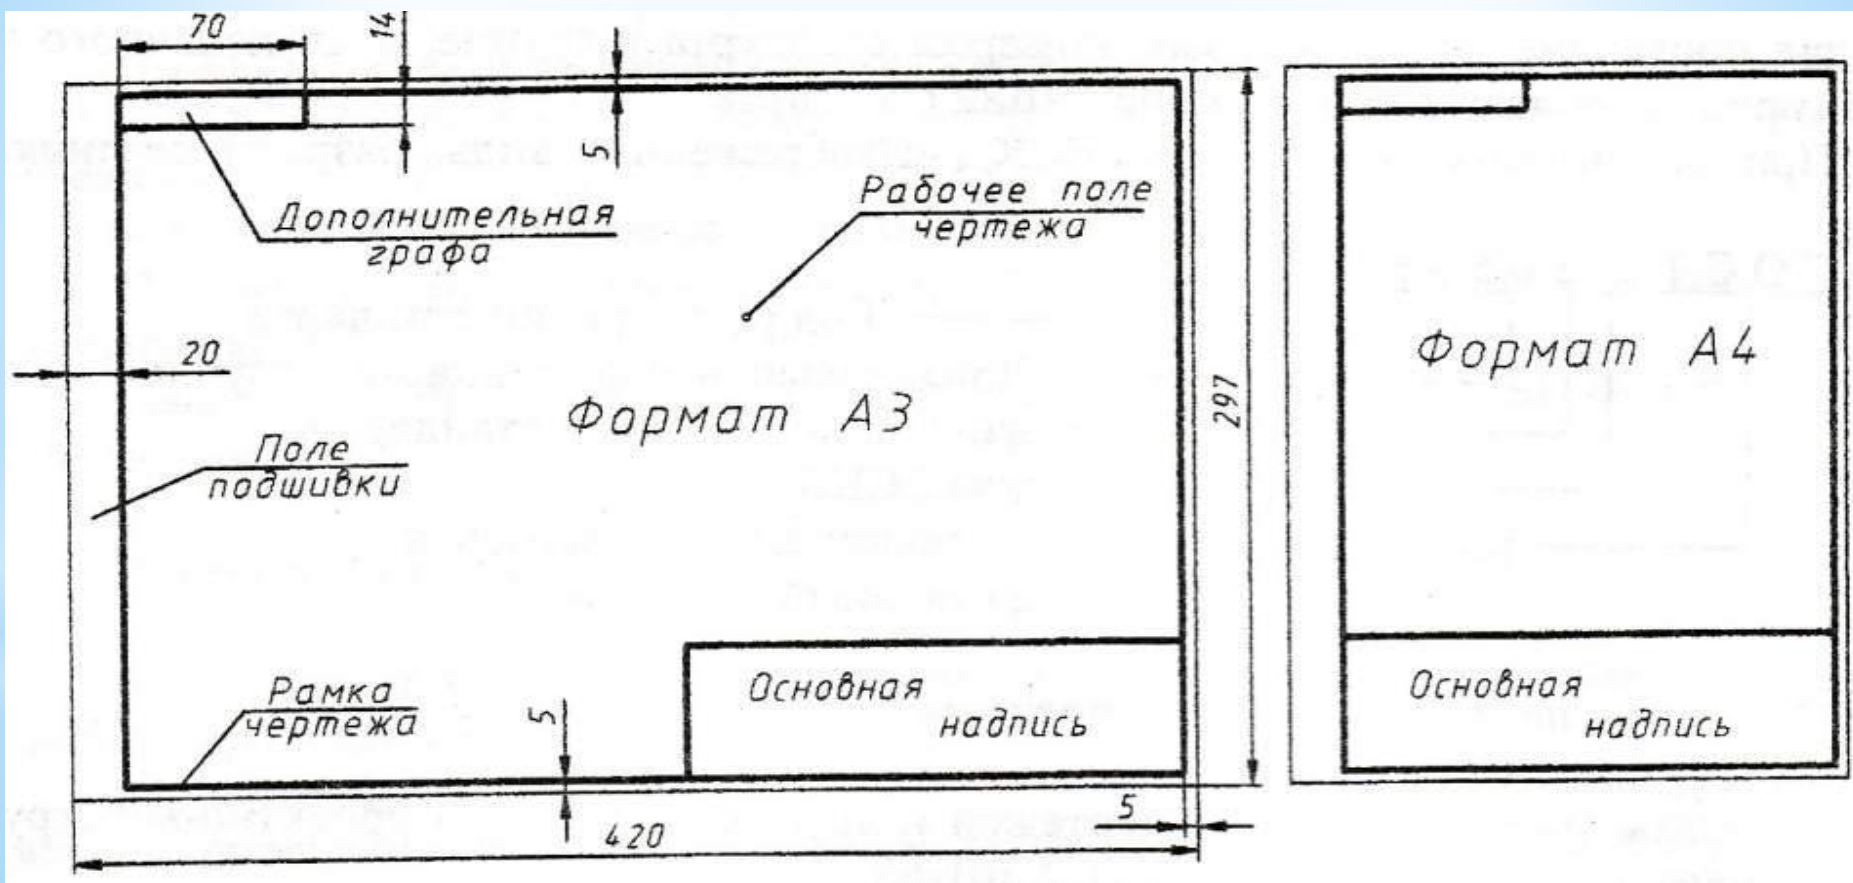 70
14
5
Дополнительная
графа
Рабочее поле
чертежа
20
Формат А3
297
Поле
подшивки
Рамка
чертежа
5
Основная
надпись
5
420
Формат А4
Основная
надпись